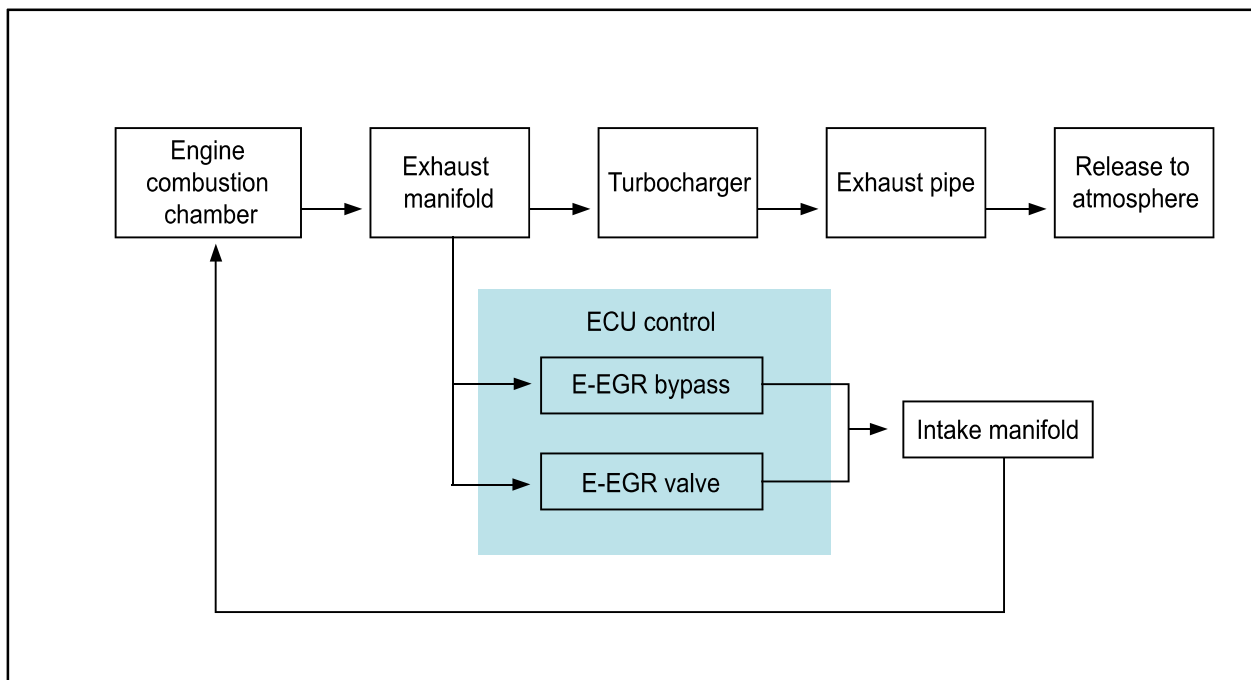 Engine
combustion
chamber
Exhaust
manifold
Turbocharger
Exhaust pipe
Release to
atmosphere
ECU control
E-EGR bypass
E-EGR valve
Intake manifold